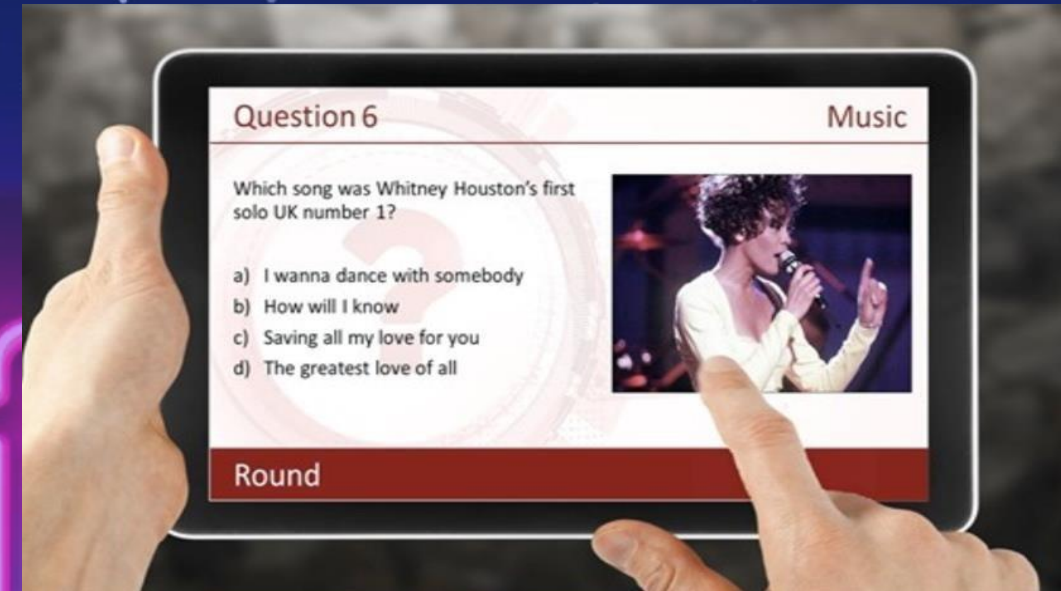 Question 6
Music
Which song was Whitney Houston's first
solo UK number 1?
a) I wanna dance with somebody
b) How will I know
c) Saving all my love for you
d) The greatest love of all
Round